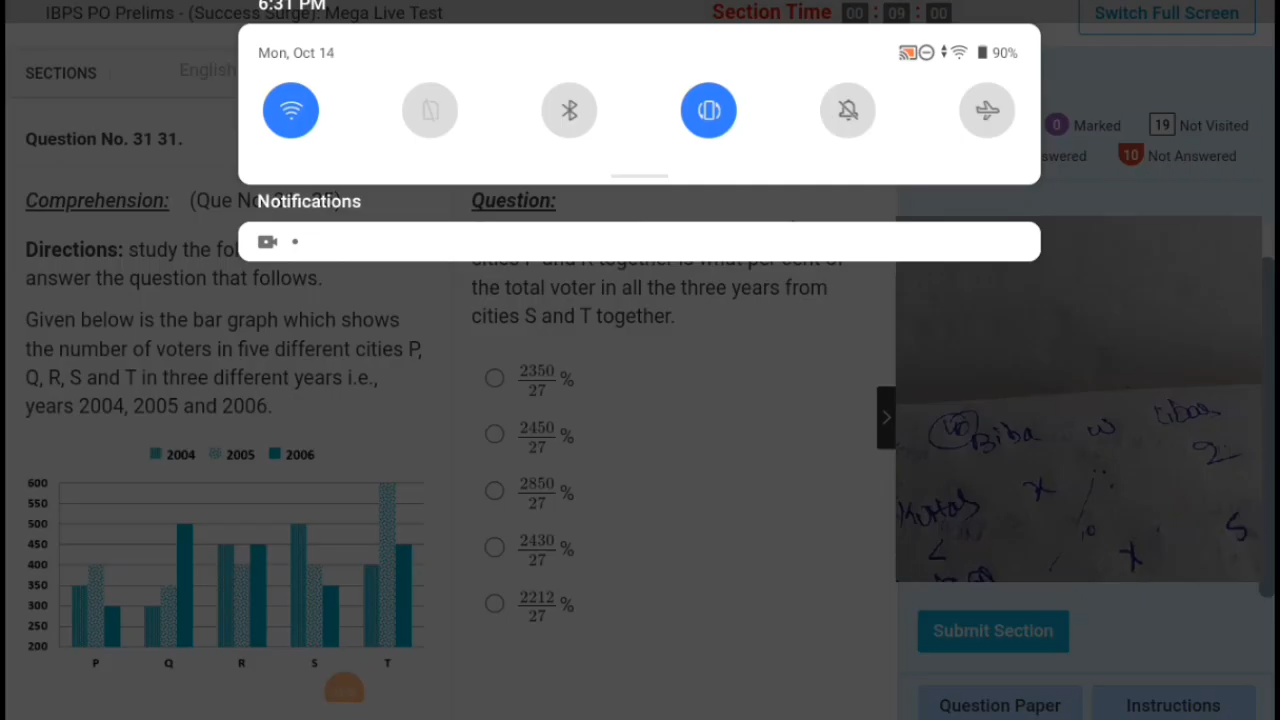 6:31 PM
IBPS PO Prelims - (Success Surge): Mega Live Test
Section Time 00 : 09 : 00
Switch Full Screen
Mon, Oct 14
90%
SECTIONS
English
Question No. 31 31.
0 Marked
19 Not Visited
swered
10 Not Answered
Notifications
Comprehension: (Que No
Directions: study the fol
answer the question that follows.
Given below is the bar graph which shows
the number of voters in five different cities P,
Q, R, S and T in three different years i.e.,
years 2004, 2005 and 2006.
2004 2005 2006
600
550
500
450
400
350
300
250
200
P Q R S T
Question:
cities P and R together is what per cent of
the total voter in all the three years from
cities S and T together.
2350/27 %
2450/27 %
2850/27 %
2430/27 %
2212/27 %
Biba
2
x
S
x
Submit Section
Question Paper
Instructions